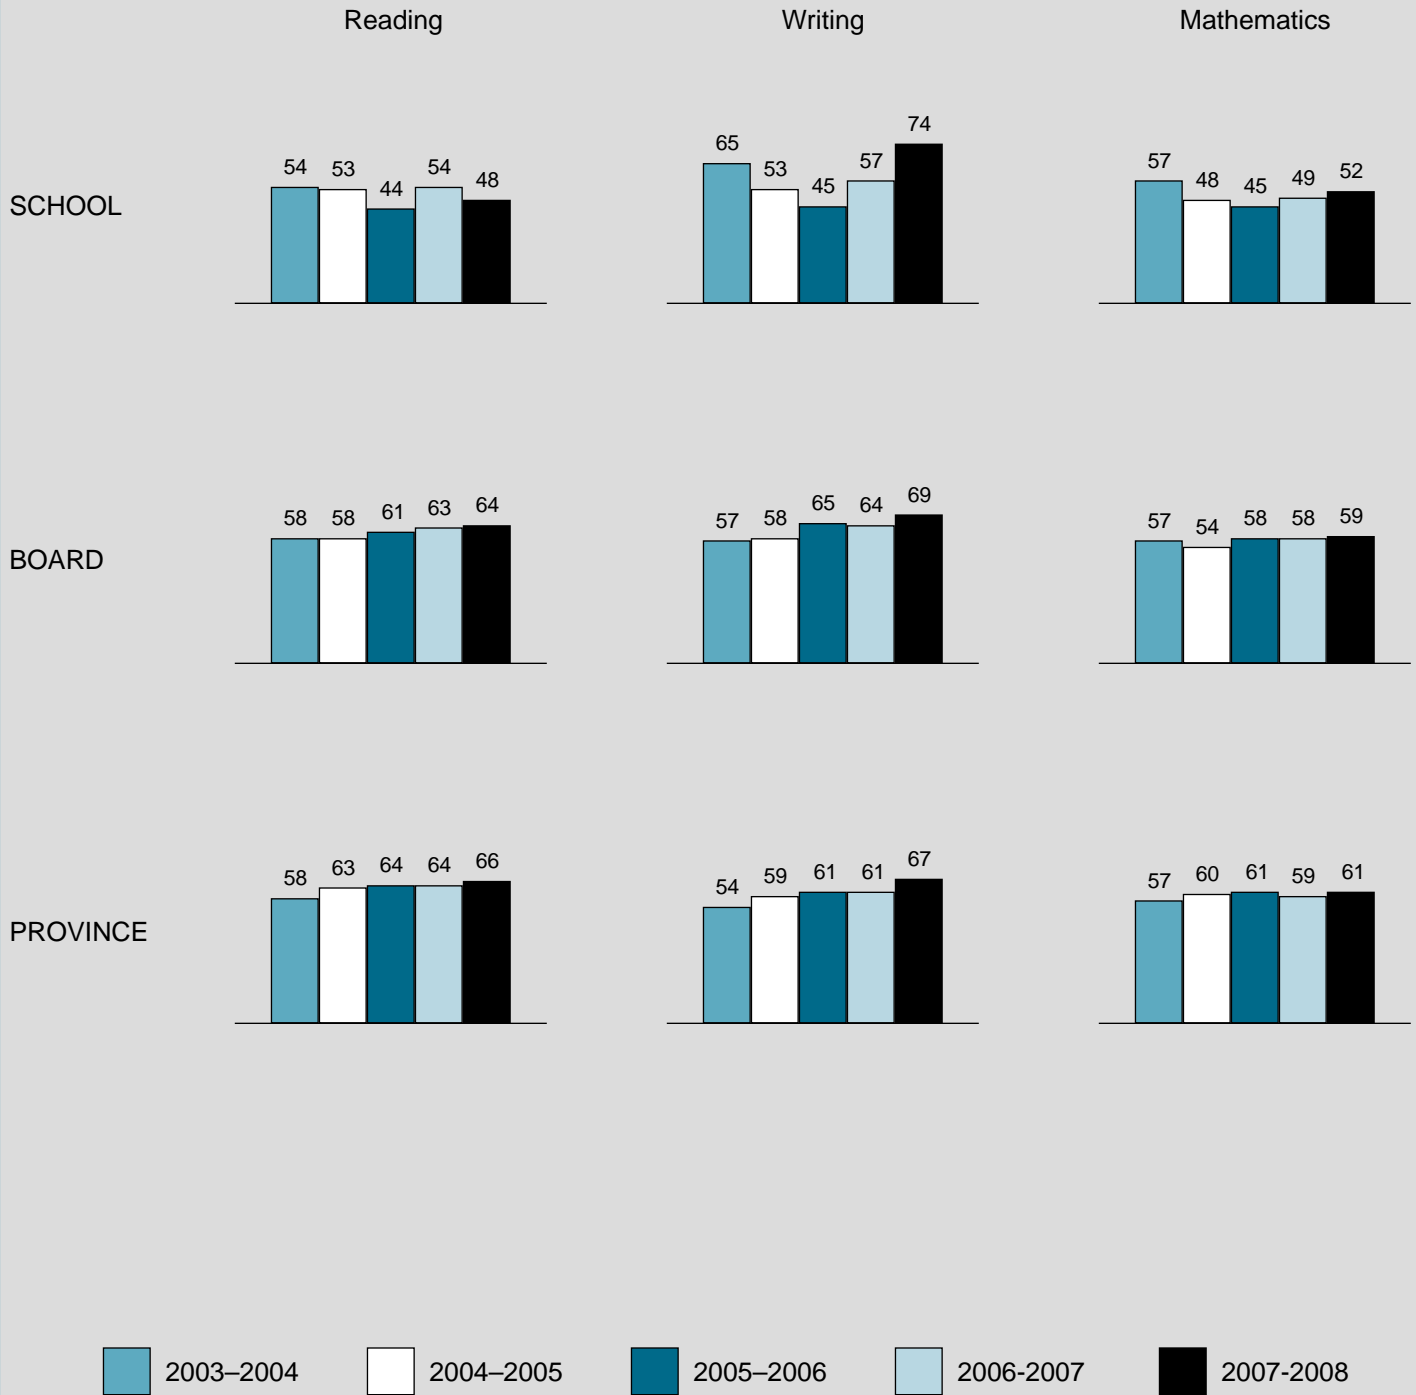 Reading Writing Mathematics
SCHOOL
54 53 44 54 48
65 53 45 57 74
57 48 45 49 52
BOARD
58 58 61 63 64
57 58 65 64 69
57 54 58 58 59
PROVINCE
58 63 64 64 66
54 59 61 61 67
57 60 61 59 61
2003–2004 2004–2005 2005–2006 2006-2007 2007-2008